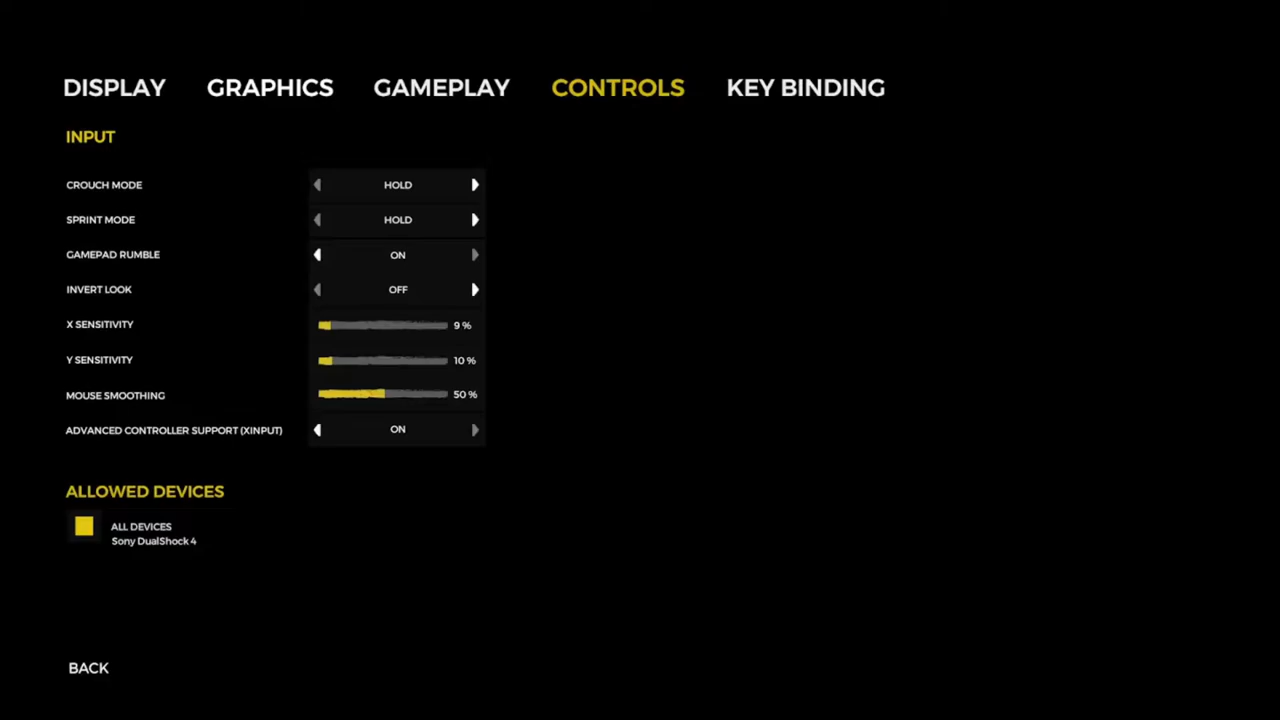 DISPLAY GRAPHICS GAMEPLAY CONTROLS KEY BINDING
INPUT
CROUCH MODE HOLD
SPRINT MODE HOLD
GAMEPAD RUMBLE ON
INVERT LOOK OFF
X SENSITIVITY 9 %
Y SENSITIVITY 10 %
MOUSE SMOOTHING 50 %
ADVANCED CONTROLLER SUPPORT (XINPUT) ON
ALLOWED DEVICES
ALL DEVICES
Sony DualShock 4
BACK